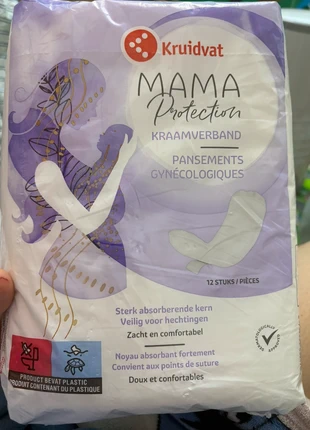 Kruidvat
MAMA
Protection
KRAAMVERBAND
PANSEMENTS
GYNÉCOLOGIQUES
12 STUKS / PIÈCES
Sterk absorberende kern
Veilig voor hechtingen
Zacht en comfortabel
Noyau absorbant fortement
Convient aux points de suture
Doux et confortables
PRODUCT BEVAT PLASTIC
PRODUIT CONTENANT DU PLASTIQUE